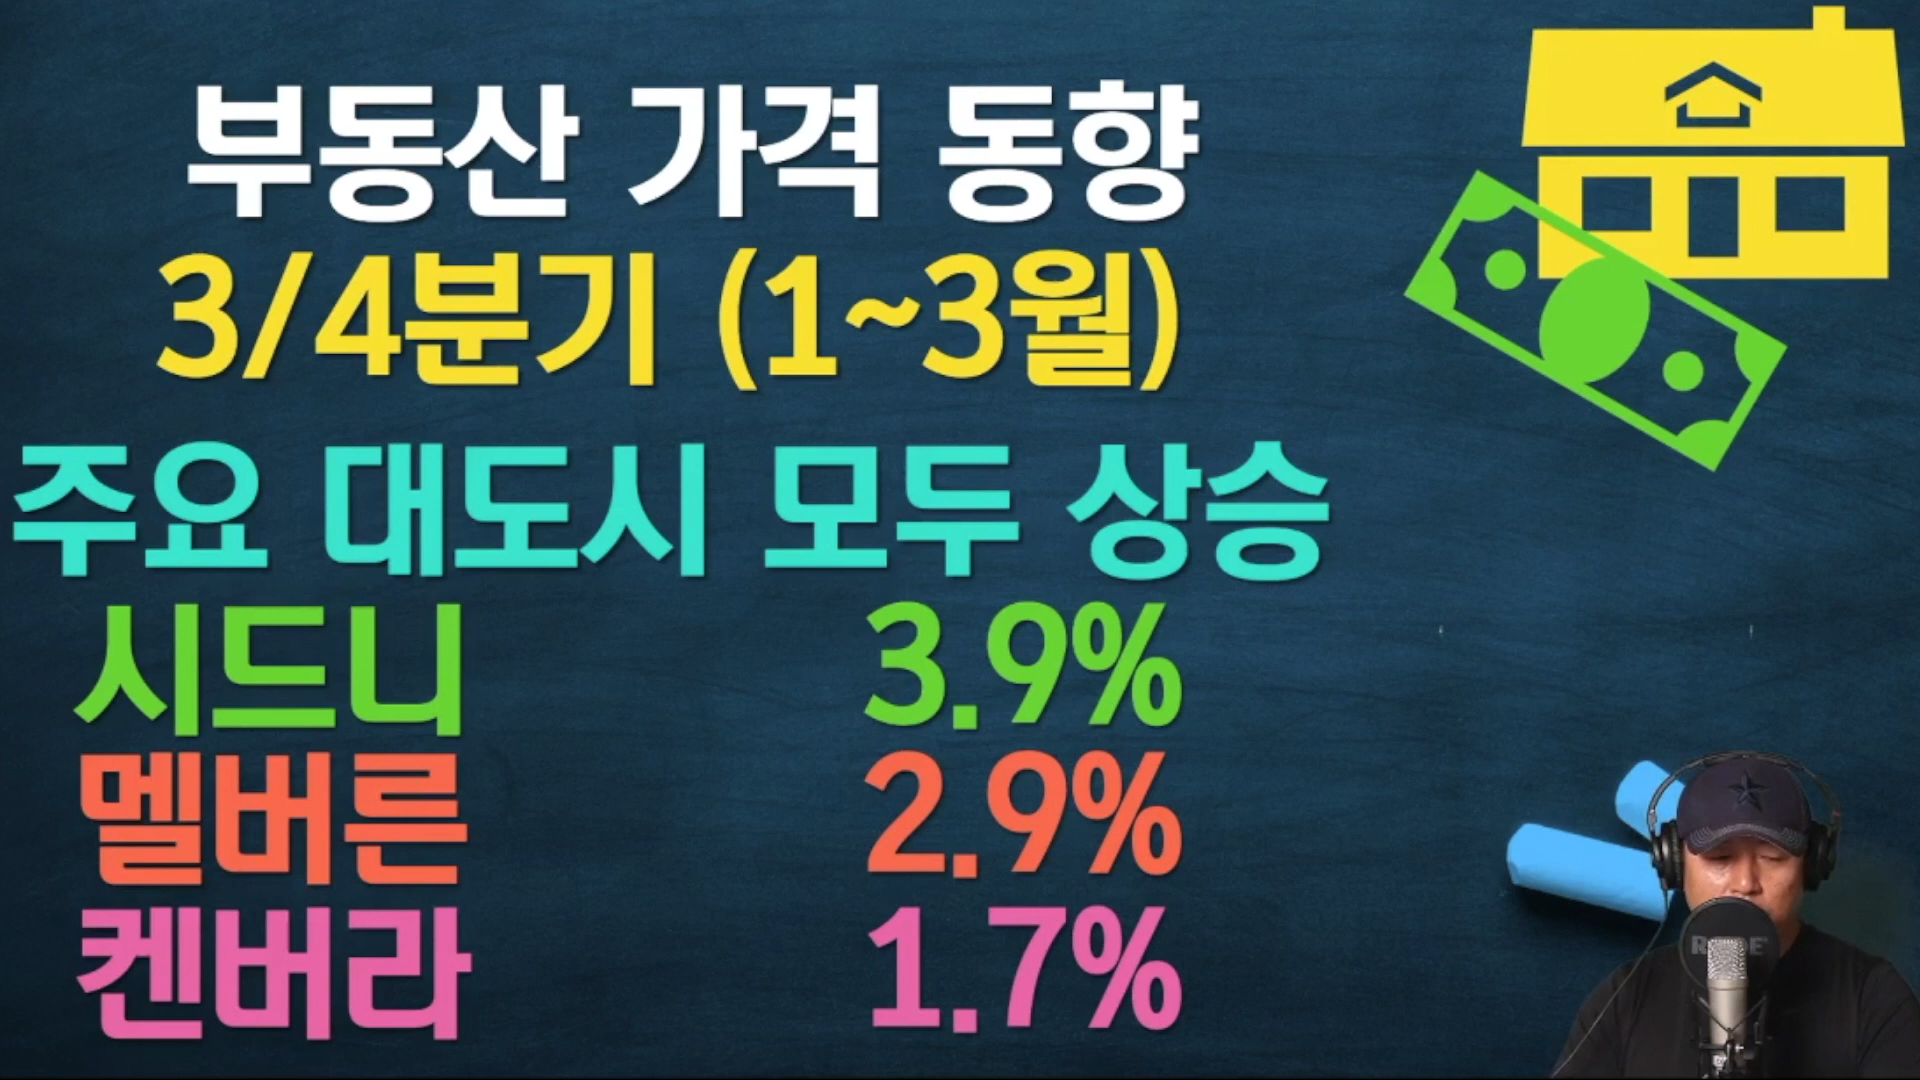 부동산 가격 동향
3/4분기 (1~3월)
주요 대도시 모두 상승
시드니 3.9%
멜버른 2.9%
켄버라 1.7%